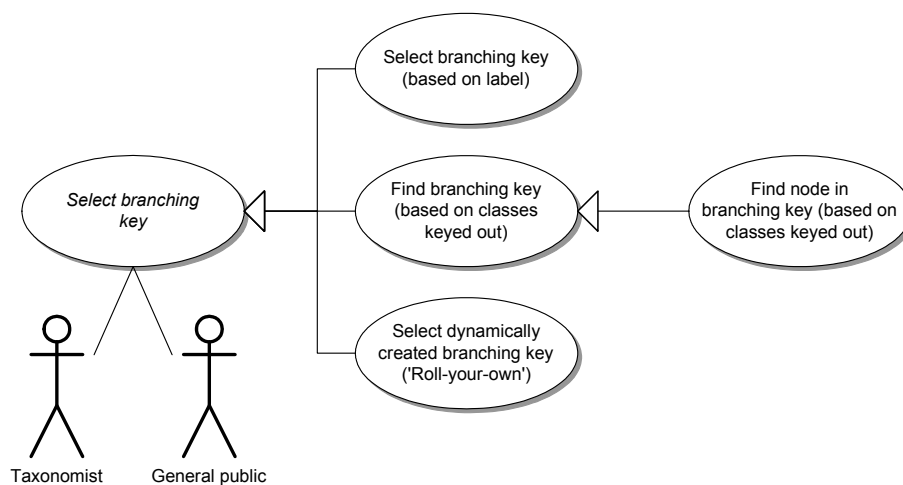 Select branching key
(based on label)
Select branching
key
Find branching key
(based on classes
keyed out)
Find node in
branching key (based on
classes keyed out)
Select dynamically
created branching key
('Roll-your-own')
Taxonomist
General public